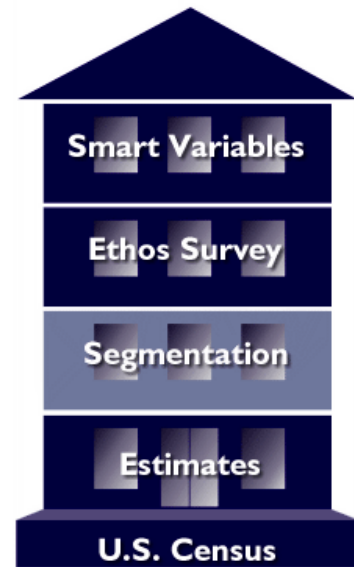 Smart Variables
Ethos Survey
Segmentation
Estimates
U.S. Census